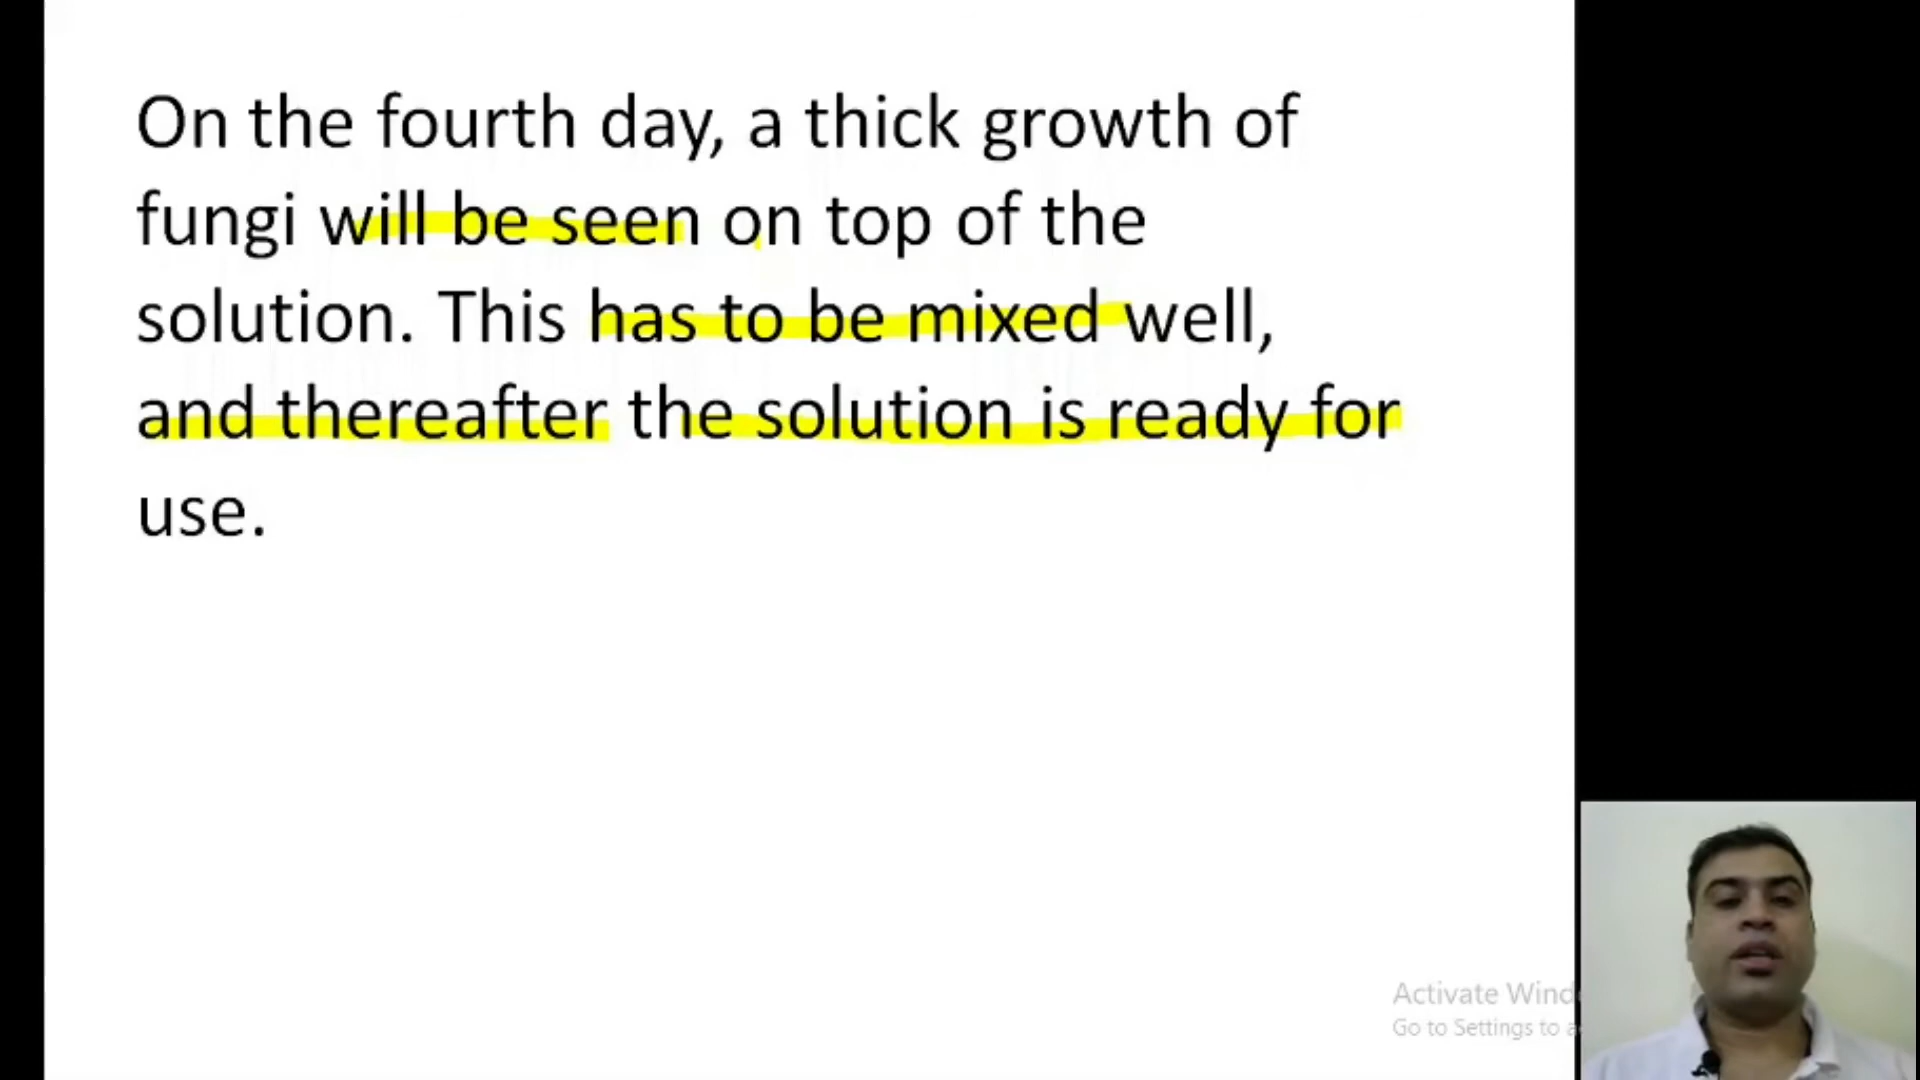 On the fourth day, a thick growth of
fungi will be seen on top of the
solution. This has to be mixed well,
and thereafter the solution is ready for
use.
Activate Wind
Go to Settings to a